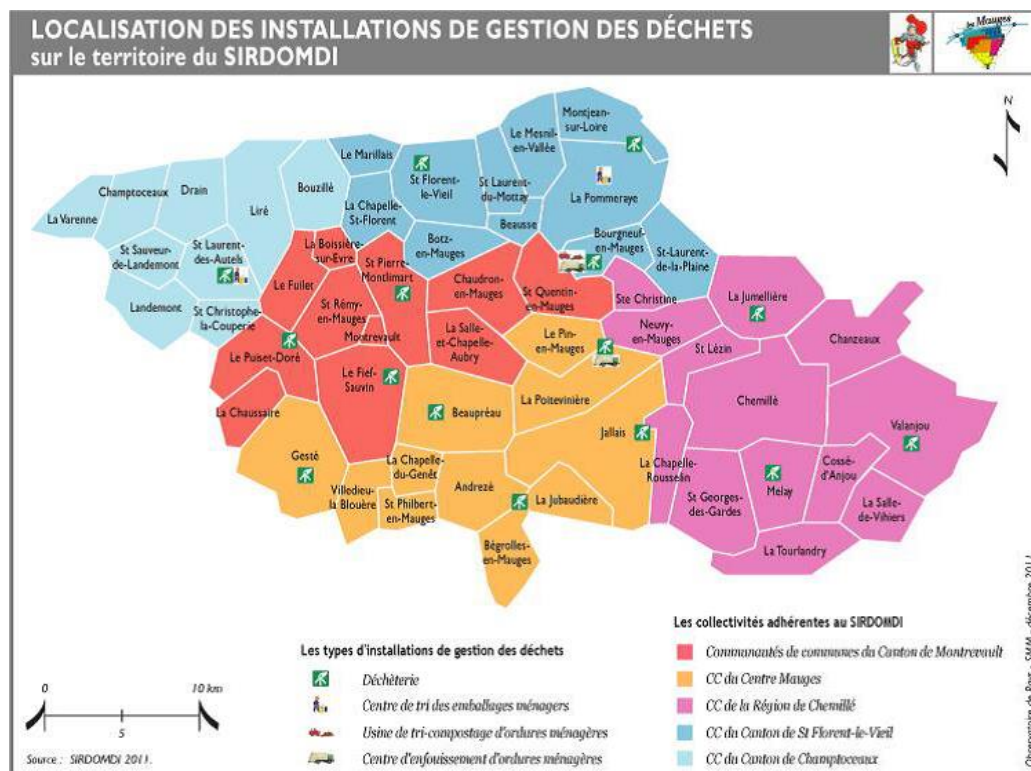 LOCALISATION DES INSTALLATIONS DE GESTION DES DÉCHETS
sur le territoire du SIRDOMDI
les Mauges
N
Montjean-
sur-Loire
Le Mesnil-
en-Vallée
Le Marillais
St Florent-
le-Vieil
St Laurent-
du-Mottay
La Pommeraye
Bouzillé
Champtoceaux
Drain
Liré
La Varenne
La Chapelle-
St-Florent
Beausse
Bourgneuf-
en-Mauges
St-Laurent-
de-la-Plaine
Botz-
en-Mauges
St Sauveur-
de-Landemont
St Laurent-
des-Autels
La Boissière-
sur-Evre
St Pierre-
Montlimart
Chaudron-
en-Mauges
St Quentin-
en-Mauges
Ste Christine
La Jumellière
Landemont
St Christophe-
la-Couperie
Le Fuilet
St Rémy-
en-Mauges
Montrevault
La Salle-
et-Chapelle-
Aubry
Le Pin-
en-Mauges
Neuvy-
en-Mauges
St Lézin
Chanzeaux
Le Puiset-Doré
Le Fief-
Sauvin
La Poitevinière
Chemillé
La Chaussaire
Beaupréau
Jallais
Valanjou
Gesté
La Chapelle-
du-Genêt
Andrezé
La Jubaudière
La Chapelle-
Rousselin
Melay
Cossé-
d'Anjou
Villedieu-
la Blouère
St Philbert-
en-Mauges
St Georges-
des-Gardes
La Salle-
de-Vihiers
Bégrolles-
en-Mauges
La Tourlandry
Les types d'installations de gestion des déchets
Déchèterie
Centre de tri des emballages ménagers
Usine de tri-compostage d'ordures ménagères
Centre d'enfouissement d'ordures ménagères
Les collectivités adhérentes au SIRDOMDI
Communautés de communes du Canton de Montrevault
CC du Centre Mauges
CC de la Région de Chemillé
CC du Canton de St Florent-le-Vieil
CC du Canton de Champtoceaux
0
10 km
5
Source : SIRDOMDI 2011.
Observatoire de Pays - SMM - décembre 2011